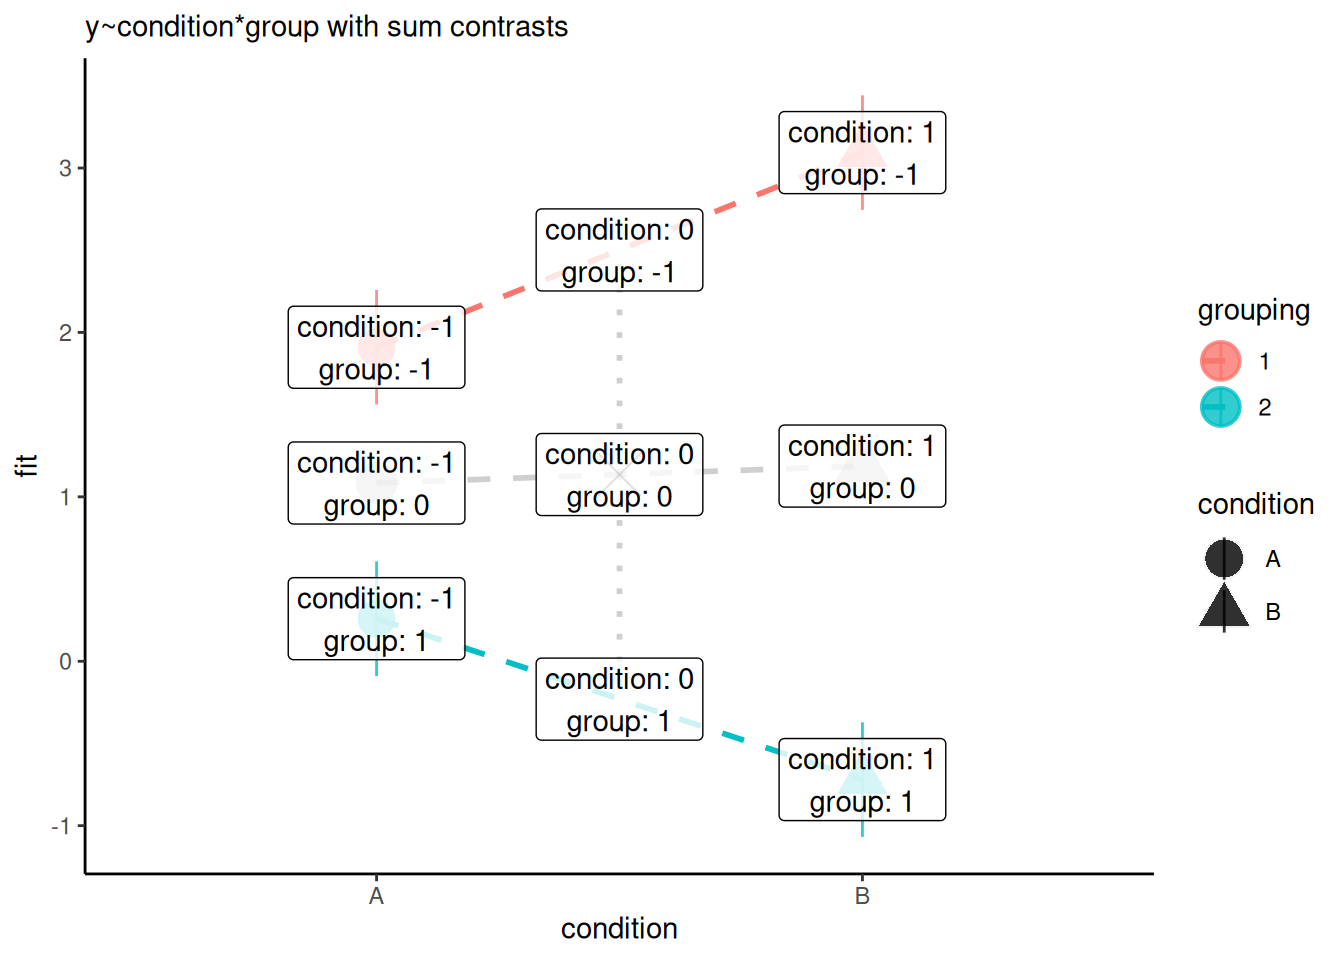 y~condition*group with sum contrasts
fit
3
2
1
0
-1
condition: 1
group: -1
condition: 0
group: -1
condition: -1
group: -1
condition: -1
group: 0
condition: 0
group: 0
condition: 1
group: 0
condition: -1
group: 1
condition: 0
group: 1
condition: 1
group: 1
A
B
condition
grouping
1
2
condition
A
B